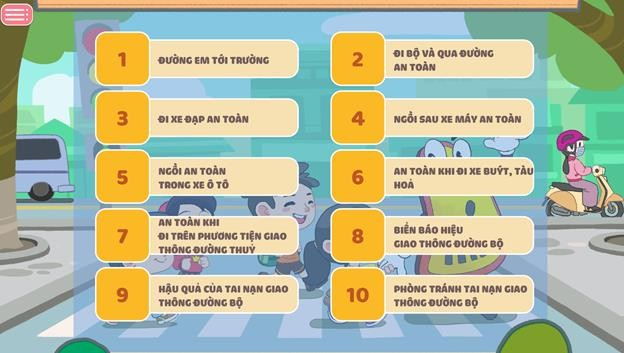 1
ĐƯỜNG EM TỚI TRƯỜNG
2
ĐI BỘ VÀ QUA ĐƯỜNG
AN TOÀN
3
ĐI XE ĐẠP AN TOÀN
4
NGỒI SAU XE MÁY AN TOÀN
5
NGỒI AN TOÀN
TRONG XE Ô TÔ
6
AN TOÀN KHI ĐI XE BUÝT, TÀU
HOẢ
7
AN TOÀN KHI
ĐI TRÊN PHƯƠNG TIỆN GIAO
THÔNG ĐƯỜNG THUỶ
8
BIỂN BÁO HIỆU
GIAO THÔNG ĐƯỜNG BỘ
9
HẬU QUẢ CỦA TAI NẠN GIAO
THÔNG ĐƯỜNG BỘ
10
PHÒNG TRÁNH TAI NẠN GIAO
THÔNG ĐƯỜNG BỘ